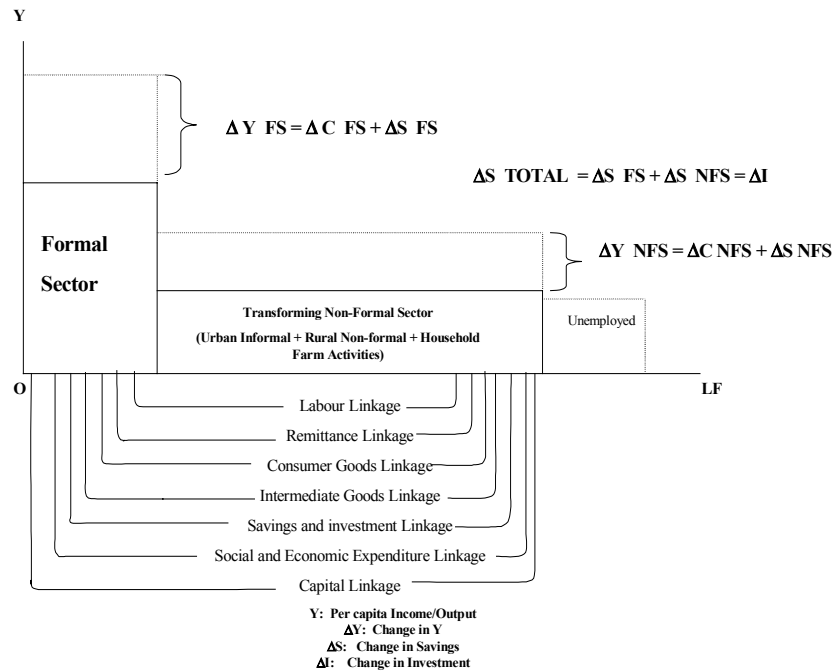 Y
Δ Y FS = Δ C FS + ΔS FS
ΔS TOTAL = ΔS FS + ΔS NFS = ΔI
Formal
Sector
ΔY NFS = ΔC NFS + ΔS NFS
Transforming Non-Formal Sector
(Urban Informal + Rural Non-formal + Household
Farm Activities)
Unemployed
O
LF
Labour Linkage
Remittance Linkage
Consumer Goods Linkage
Intermediate Goods Linkage
Savings and investment Linkage
Social and Economic Expenditure Linkage
Capital Linkage
Y: Per capita Income/Output
ΔY: Change in Y
ΔS: Change in Savings
ΔI: Change in Investment